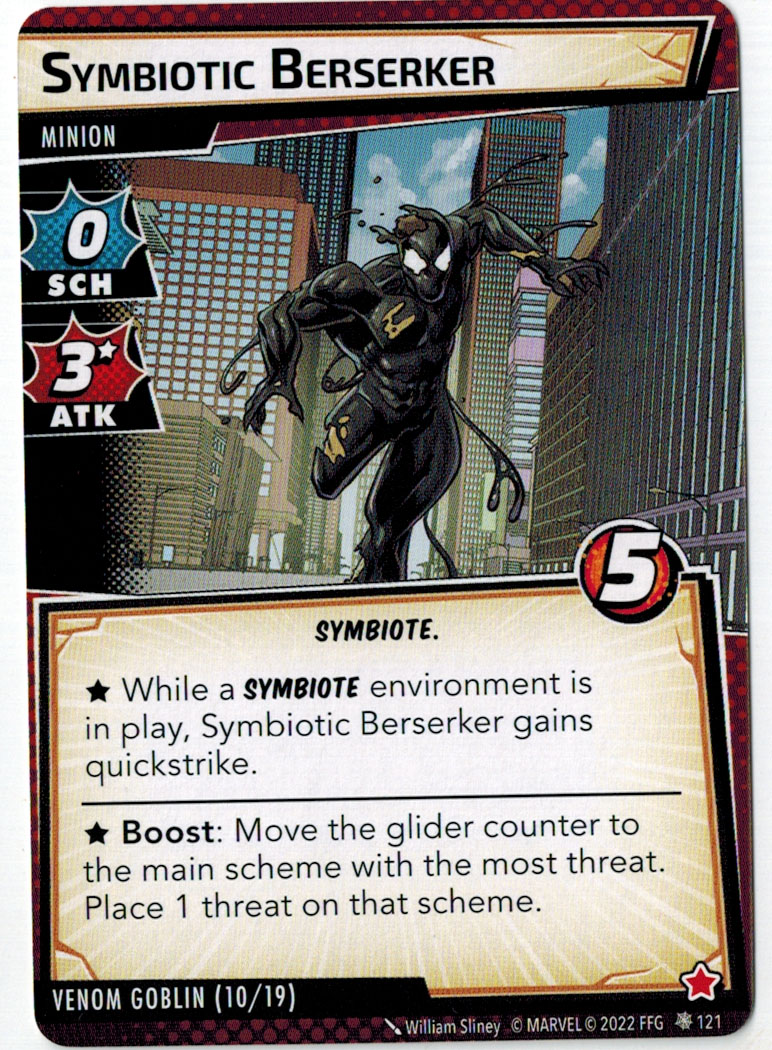 SYMBIOTIC BERSERKER
MINION
0
SCH
3★
ATK
5
SYMBIOTE.
★ While a SYMBIOTE environment is
in play, Symbiotic Berserker gains
quickstrike.
★ Boost: Move the glider counter to
the main scheme with the most threat.
Place 1 threat on that scheme.
VENOM GOBLIN (10/19)
William Sliney © MARVEL © 2022 FFG 121